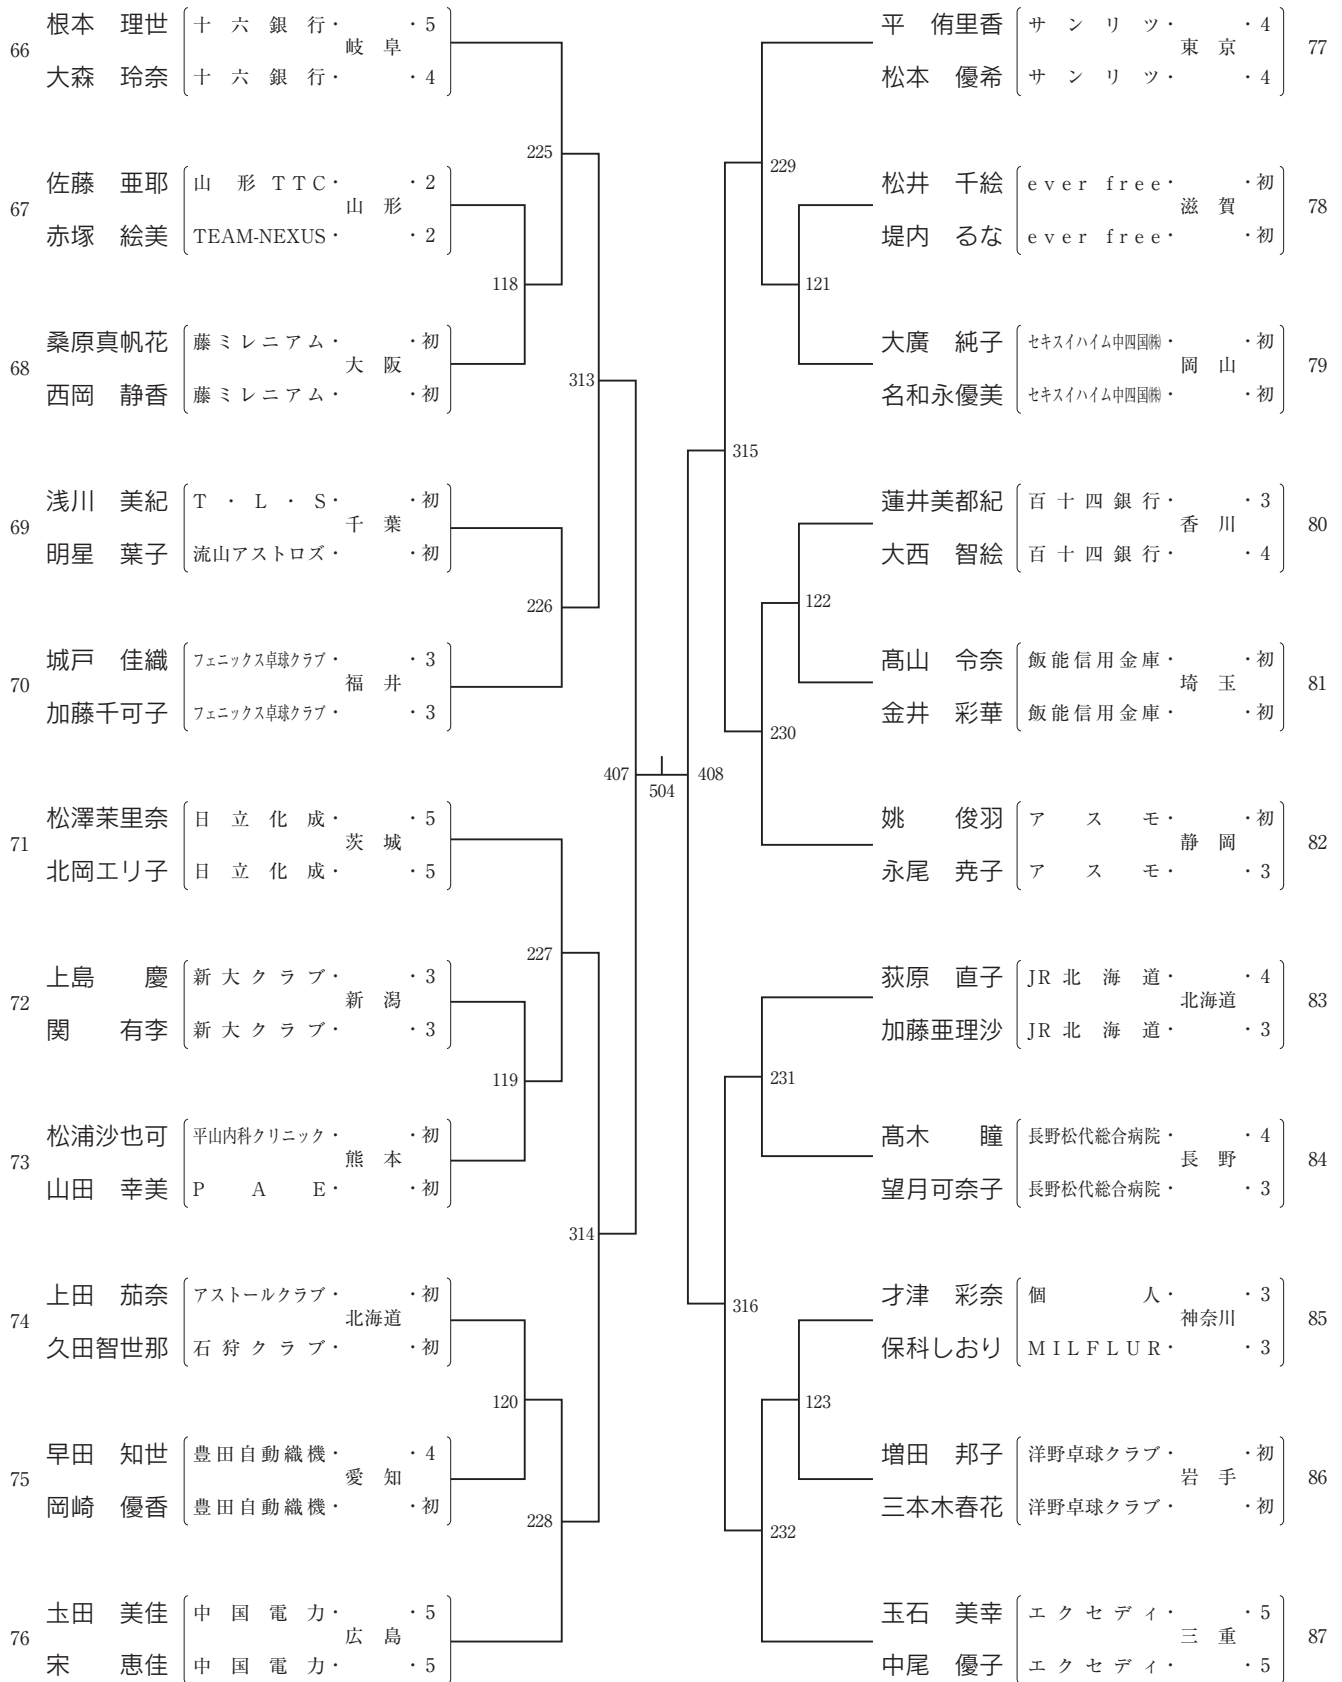 66
根本 理世 十六銀行・ ・5
岐阜
大森 玲奈 十六銀行・ ・4
67
佐藤 亜耶 山形TTC・ ・2
山形
赤塚 絵美 TEAM-NEXUS・ ・2
68
桑原真帆花 藤ミレニアム・ ・初
大阪
西岡 静香 藤ミレニアム・ ・初
69
浅川 美紀 T・L・S・ ・初
千葉
明星 葉子 流山アストロズ・ ・初
70
城戸 佳織 フェニックス卓球クラブ・ ・3
福井
加藤千可子 フェニックス卓球クラブ・ ・3
71
松澤茉里奈 日立化成・ ・5
茨城
北岡エリ子 日立化成・ ・5
72
上島 慶 新大クラブ・ ・3
新潟
関 有李 新大クラブ・ ・3
73
松浦沙也可 平山内科クリニック・ ・初
熊本
山田 幸美 PAE・ ・初
74
上田 茄奈 アストールクラブ・ ・初
北海道
久田智世那 石狩クラブ・ ・初
75
早田 知世 豊田自動織機・ ・4
愛知
岡崎 優香 豊田自動織機・ ・初
76
圡田 美佳 中国電力・ ・5
広島
宋 恵佳 中国電力・ ・5
225
118
313
226
407
227
119
314
120
228
504
408
229
121
315
122
230
231
316
123
232
平 侑里香 サンリツ・ ・4
東京
松本 優希 サンリツ・ ・4
77
松井 千絵 ever free・ ・初
滋賀
堤内 るな ever free・ ・初
78
大廣 純子 セキスイハイム中四国㈱・ ・初
岡山
名和永優美 セキスイハイム中四国㈱・ ・初
79
蓮井美都紀 百十四銀行・ ・3
香川
大西 智絵 百十四銀行・ ・4
80
髙山 令奈 飯能信用金庫・ ・初
埼玉
金井 彩華 飯能信用金庫・ ・初
81
姚 俊羽 アスモ・ ・初
静岡
永尾 尭子 アスモ・ ・3
82
荻原 直子 JR北海道・ ・4
北海道
加藤亜理沙 JR北海道・ ・3
83
髙木 瞳 長野松代総合病院・ ・4
長野
望月可奈子 長野松代総合病院・ ・3
84
才津 彩奈 個人・ ・3
神奈川
保科しおり MILFLUR・ ・3
85
増田 邦子 洋野卓球クラブ・ ・初
岩手
三本木春花 洋野卓球クラブ・ ・初
86
玉石 美幸 エクセディ・ ・5
三重
中尾 優子 エクセディ・ ・5
87